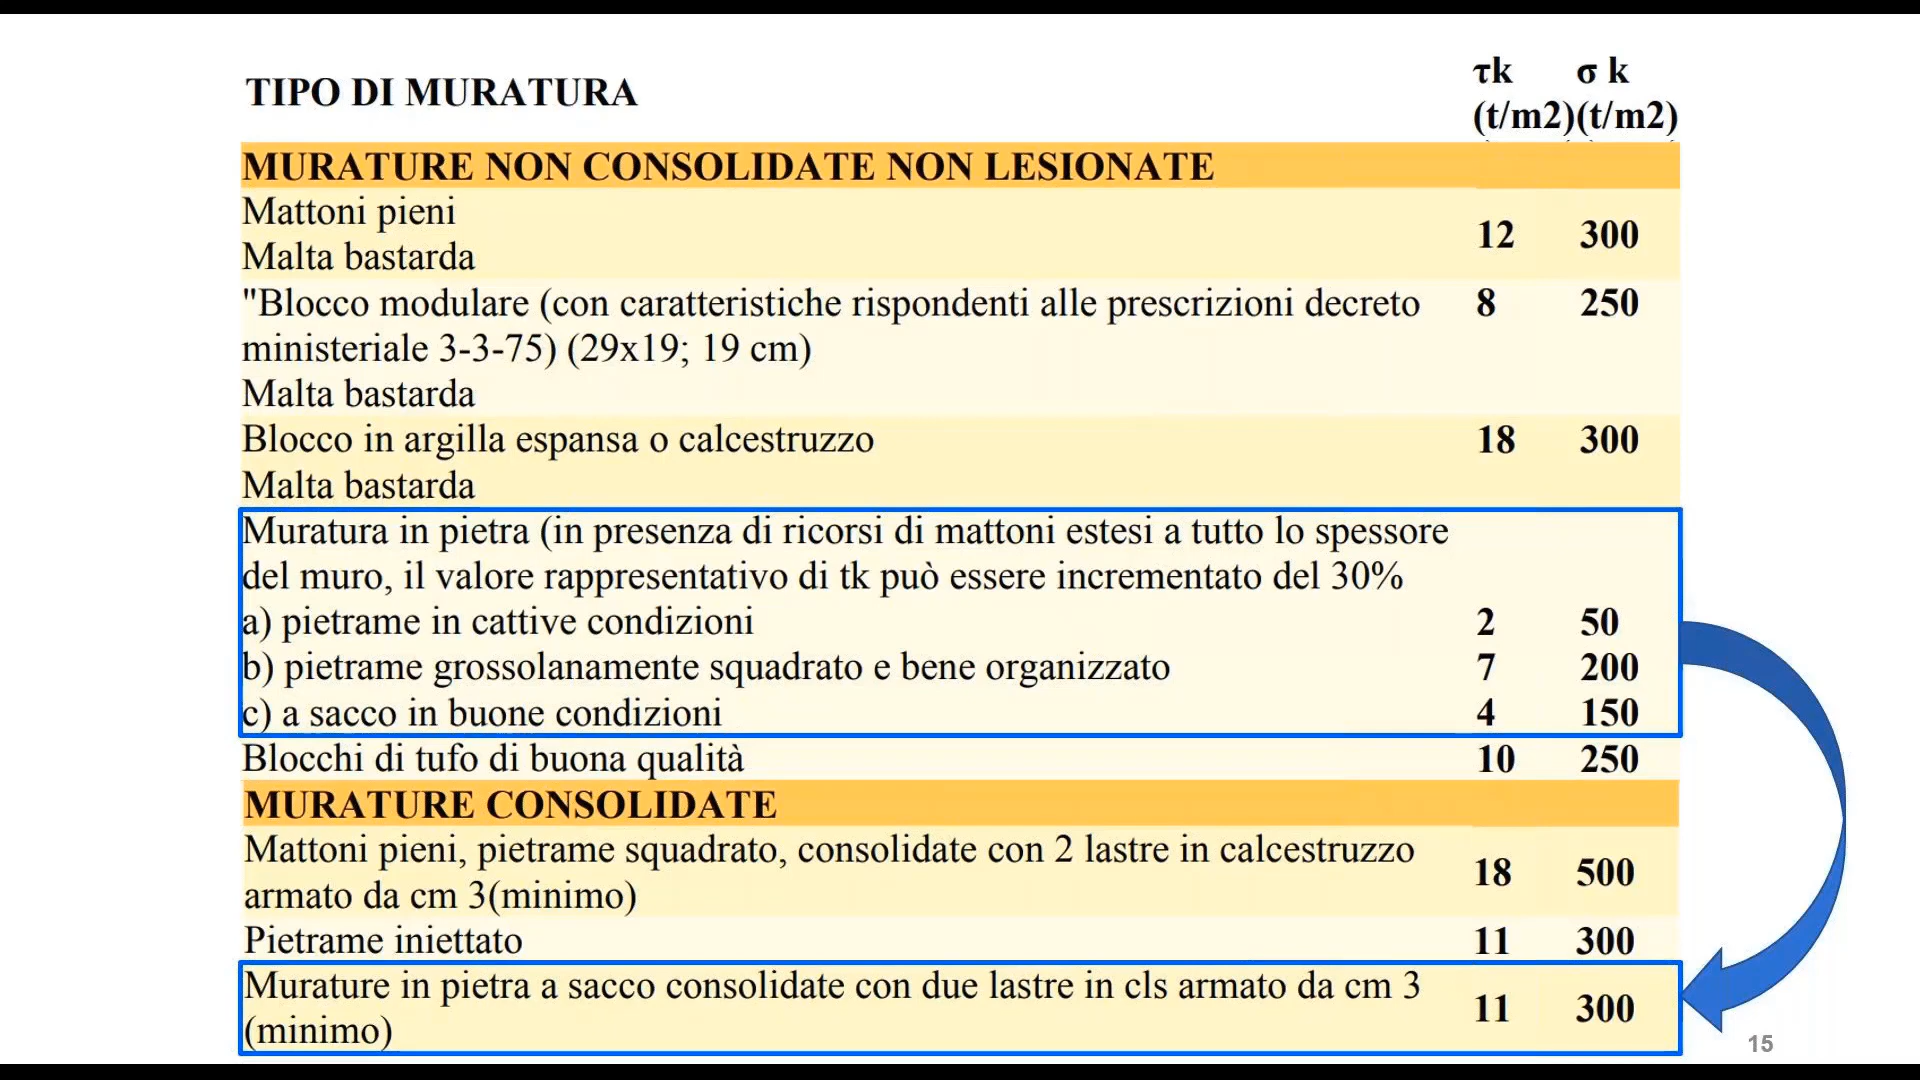 TIPO DI MURATURA
τk σ k
(t/m2)(t/m2)
MURATURE NON CONSOLIDATE NON LESIONATE
Mattoni pieni
Malta bastarda
12 300
"Blocco modulare (con caratteristiche rispondenti alle prescrizioni decreto 8 250
ministeriale 3-3-75) (29x19; 19 cm)
Malta bastarda
Blocco in argilla espansa o calcestruzzo 18 300
Malta bastarda
Muratura in pietra (in presenza di ricorsi di mattoni estesi a tutto lo spessore
del muro, il valore rappresentativo di tk può essere incrementato del 30%
a) pietrame in cattive condizioni 2 50
b) pietrame grossolanamente squadrato e bene organizzato 7 200
c) a sacco in buone condizioni 4 150
Blocchi di tufo di buona qualità 10 250
MURATURE CONSOLIDATE
Mattoni pieni, pietrame squadrato, consolidate con 2 lastre in calcestruzzo
armato da cm 3(minimo)
18 500
Pietrame iniettato 11 300
Murature in pietra a sacco consolidate con due lastre in cls armato da cm 3
(minimo)
11 300
15